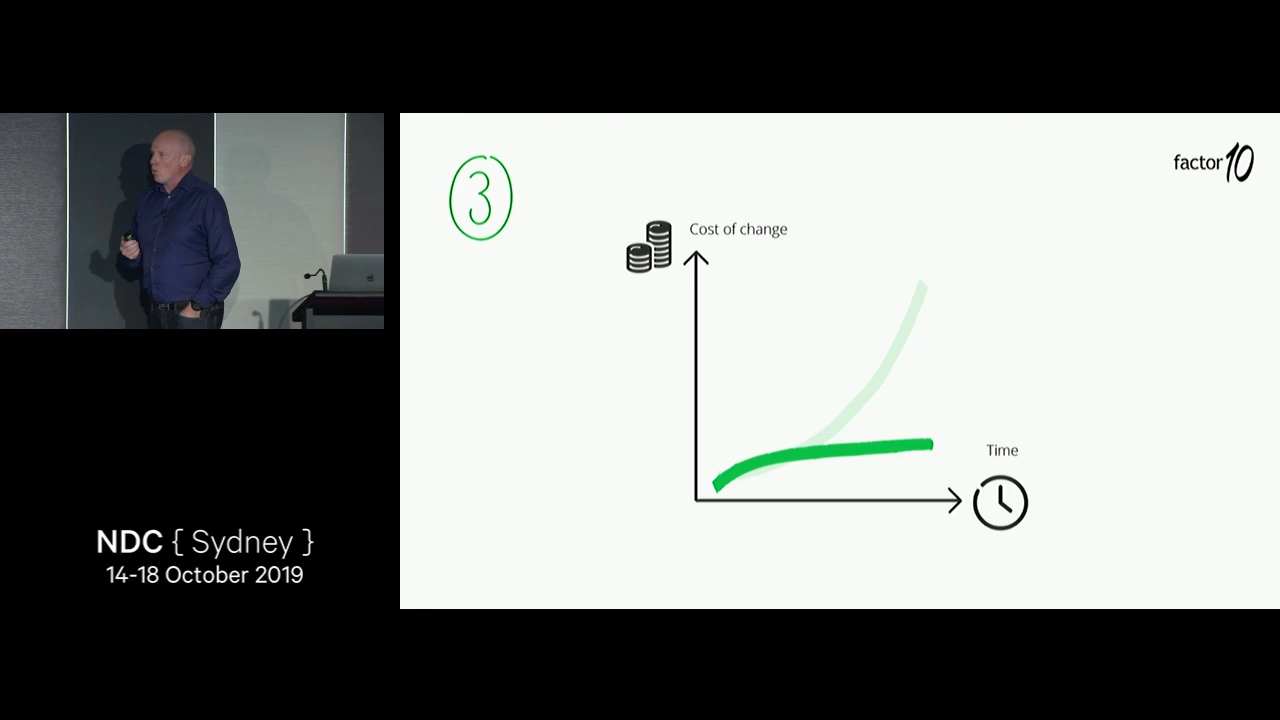 3
factor10
Cost of change
Time
NDC { Sydney }
14-18 October 2019